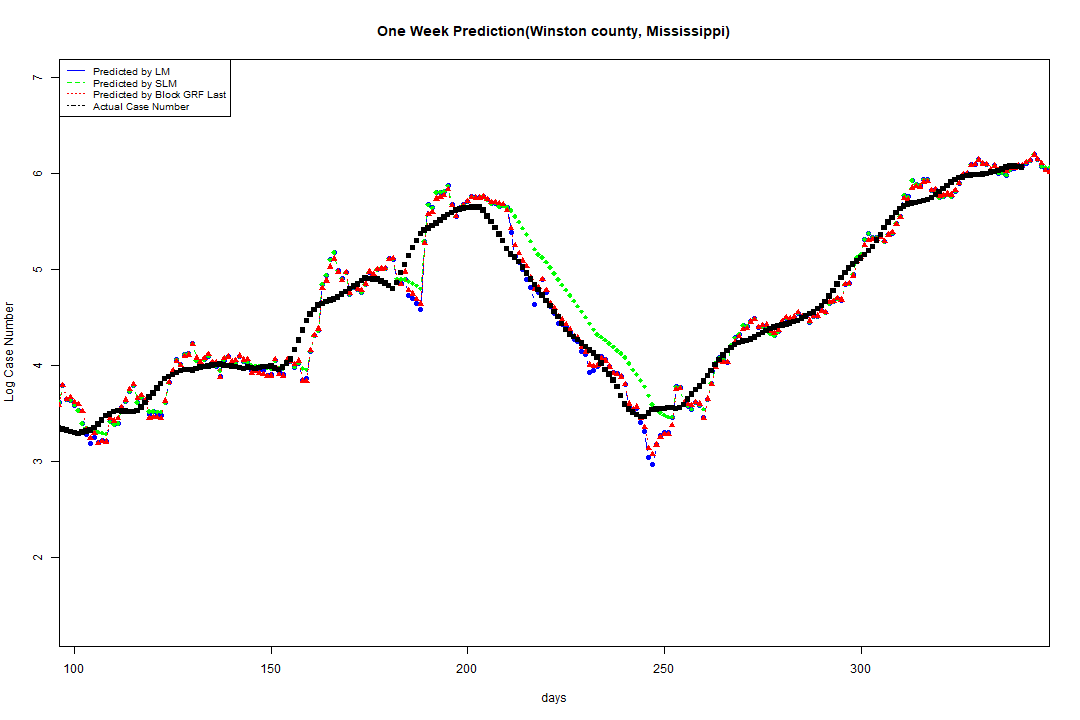 One Week Prediction(Winston county, Mississippi)
Predicted by LM
Predicted by SLM
Predicted by Block GRF Last
Actual Case Number
7
6
5
4
3
2
Log Case Number
100 150 200 250 300
days